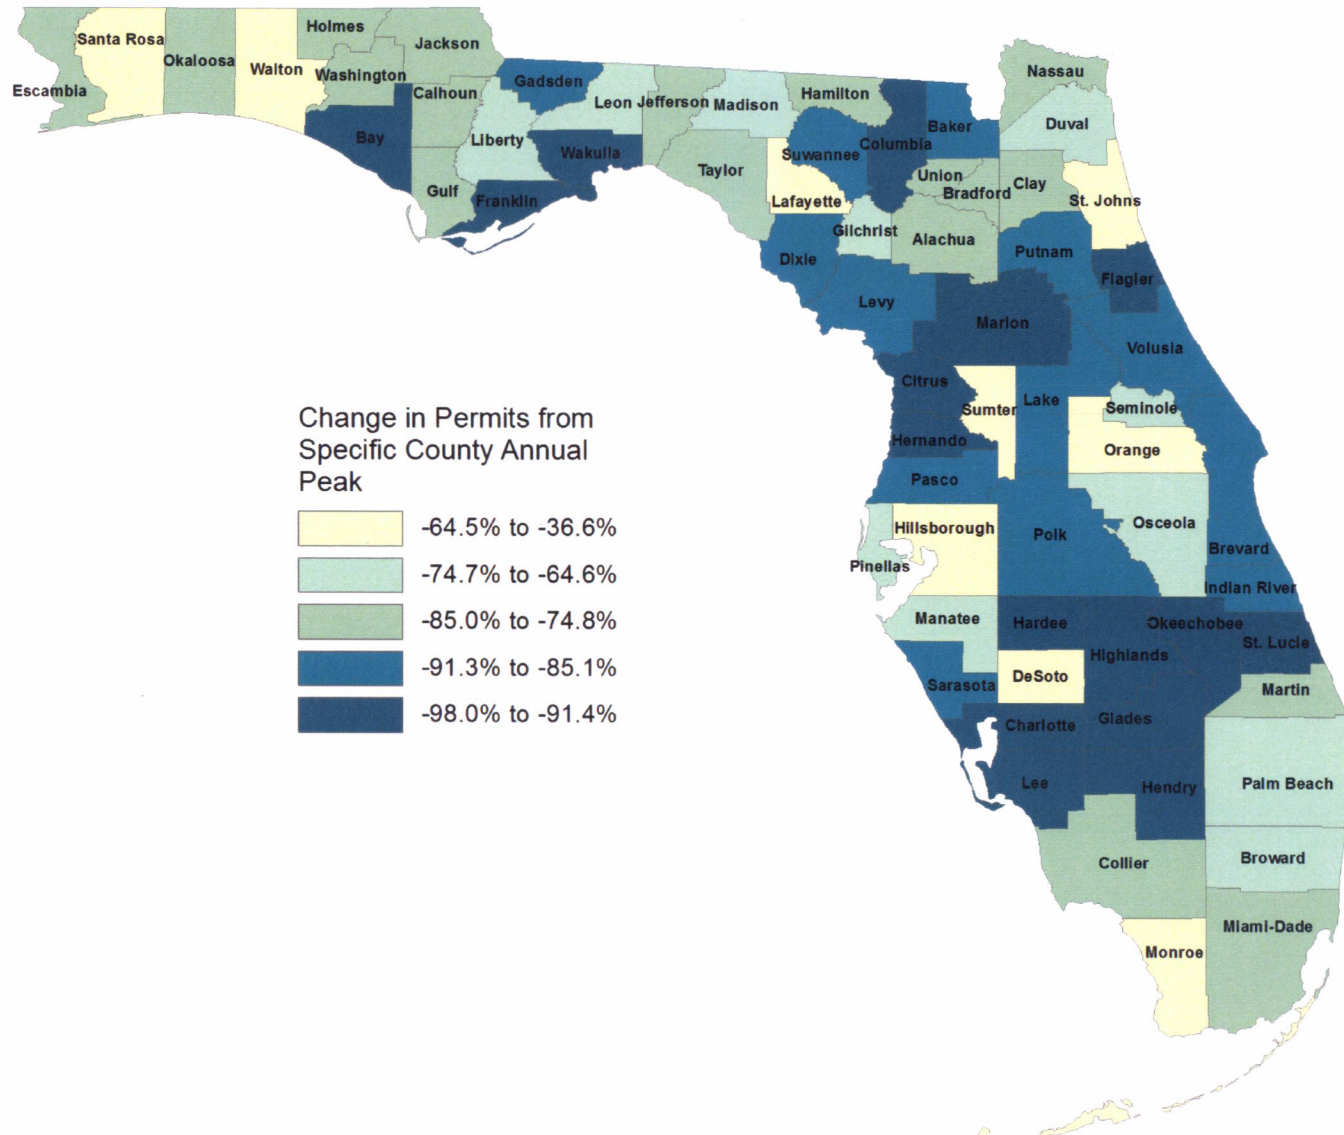 Holmes
Jackson
Santa Rosa
Okaloosa
Walton
Washington
Escambia
Calhoun
Gadsden
Leon
Jefferson
Madison
Hamilton
Nassau
Bay
Liberty
Wakulla
Suwannee
Columbia
Baker
Duval
Taylor
Gulf
Franklin
Lafayette
Union
Bradford
Clay
St. Johns
Gilchrist
Alachua
Dixie
Putnam
Flagler
Levy
Marion
Volusia
Citrus
Sumter
Lake
Seminole
Hernando
Orange
Pasco
Hillsborough
Polk
Osceola
Brevard
Pinellas
Indian River
Manatee
Hardee
Okeechobee
St. Lucie
Highlands
Sarasota
DeSoto
Martin
Charlotte
Glades
Lee
Hendry
Palm Beach
Collier
Broward
Miami-Dade
Monroe
Change in Permits from
Specific County Annual
Peak
-64.5% to -36.6%
-74.7% to -64.6%
-85.0% to -74.8%
-91.3% to -85.1%
-98.0% to -91.4%